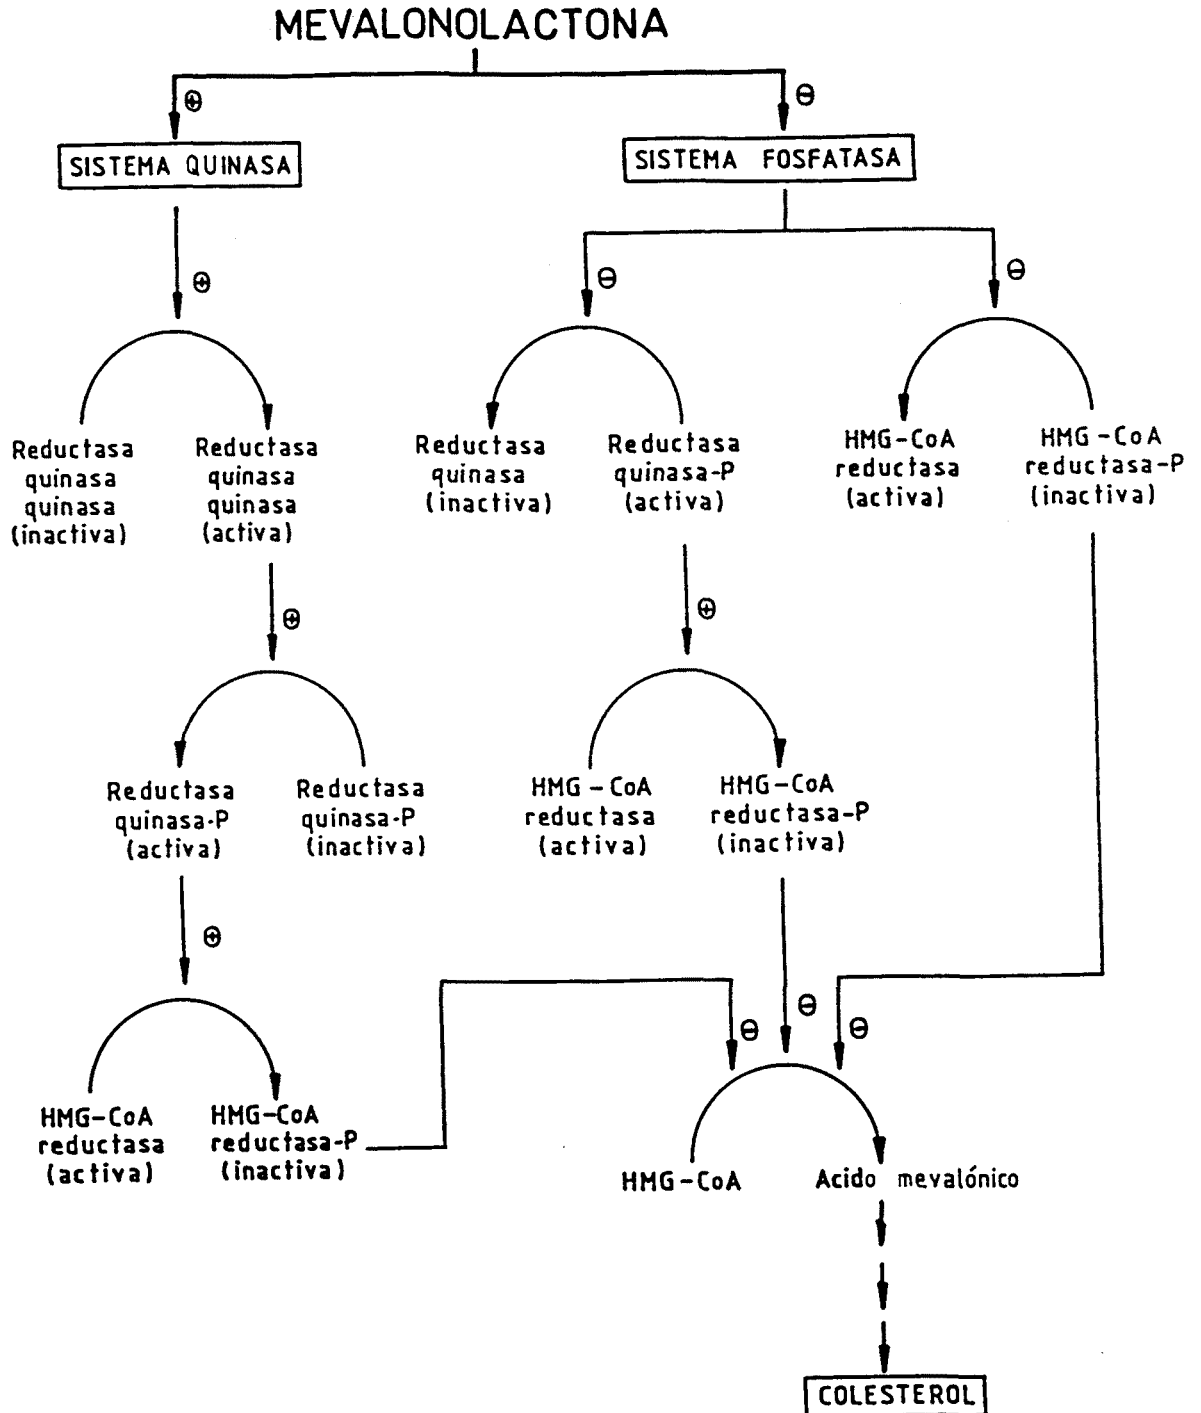 MEVALONOLACTONA
⊕
⊖
SISTEMA QUINASA
SISTEMA FOSFATASA
⊕
⊖
⊖
Reductasa
quinasa
quinasa
(inactiva)
Reductasa
quinasa
quinasa
(activa)
Reductasa
quinasa
(inactiva)
Reductasa
quinasa-P
(activa)
HMG-CoA
reductasa
(activa)
HMG-CoA
reductasa-P
(inactiva)
⊕
⊕
Reductasa
quinasa-P
(activa)
Reductasa
quinasa-P
(inactiva)
HMG-CoA
reductasa
(activa)
HMG-CoA
reductasa-P
(inactiva)
⊕
⊖
⊖
⊖
HMG-CoA
reductasa
(activa)
HMG-CoA
reductasa-P
(inactiva)
HMG-CoA
Acido mevalónico
COLESTEROL